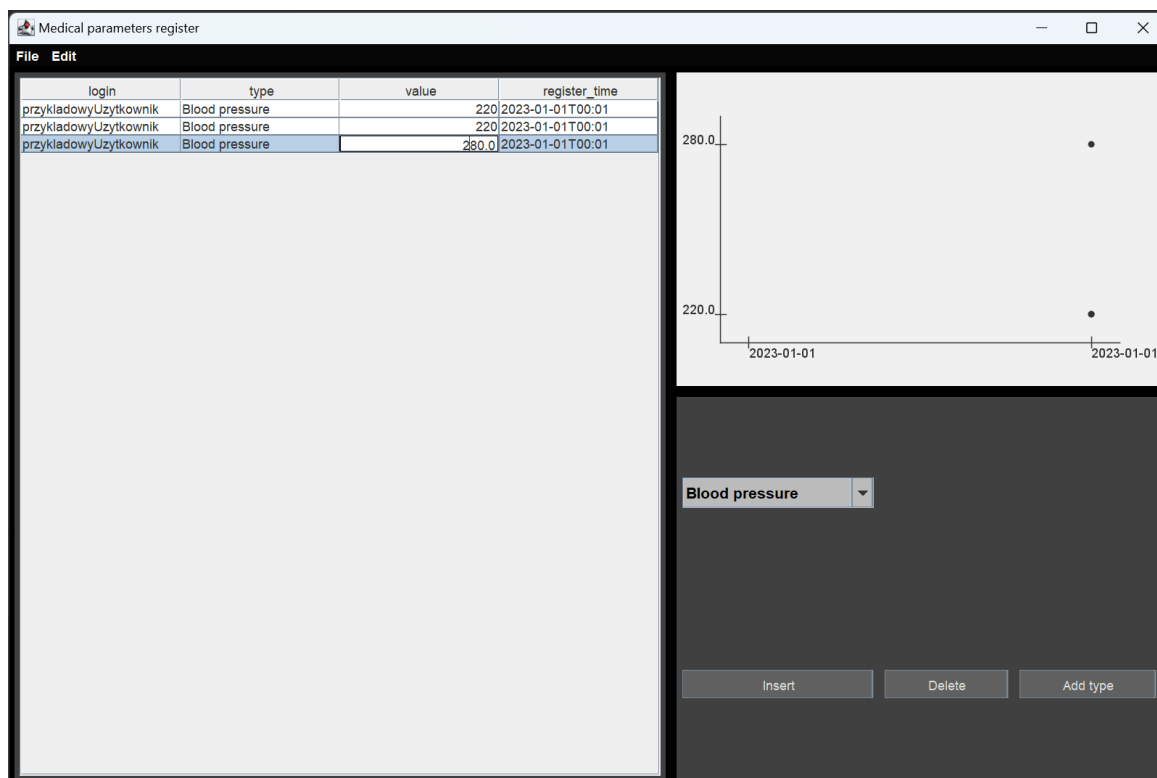 Medical parameters register
File Edit
login type value register_time
przykladowyUzytkownik Blood pressure 220 2023-01-01T00:01
przykladowyUzytkownik Blood pressure 220 2023-01-01T00:01
przykladowyUzytkownik Blood pressure 280.0 2023-01-01T00:01
280.0
220.0
2023-01-01 2023-01-01
Blood pressure
Insert Delete Add type